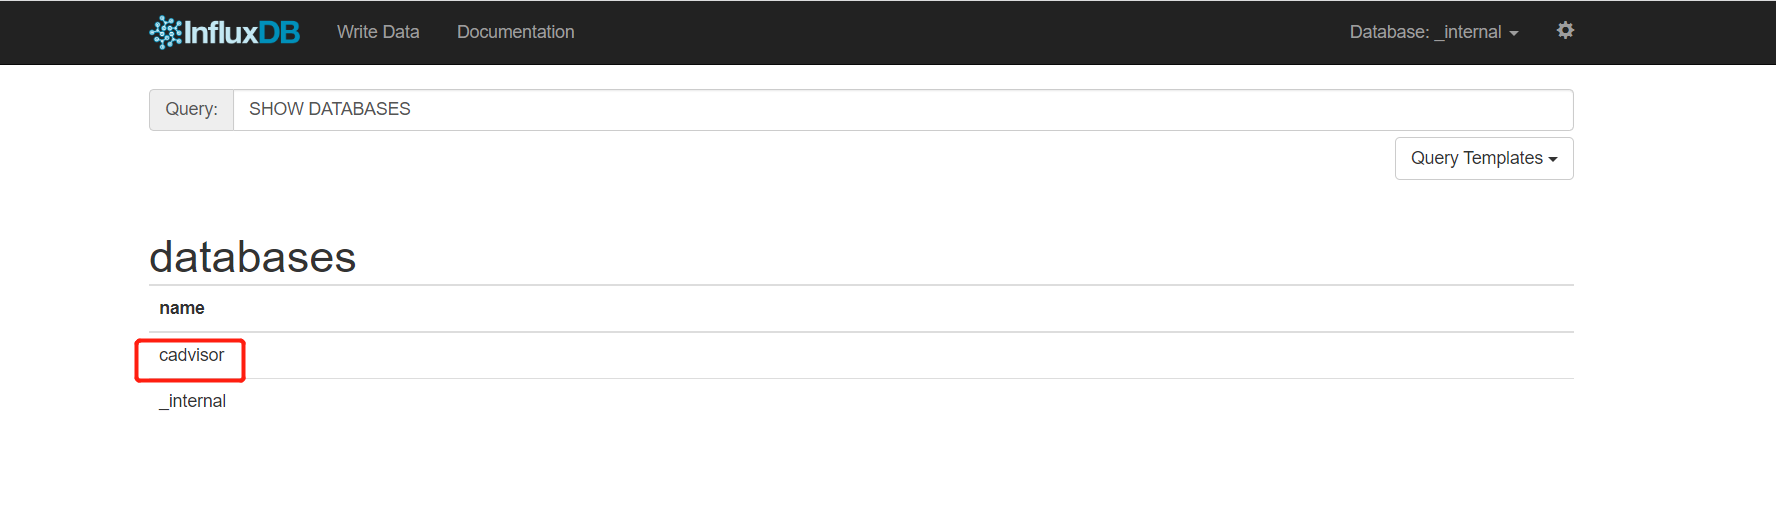 InfluxDB Write Data Documentation Database: _internal
Query: SHOW DATABASES
Query Templates
databases
name
cadvisor
_internal